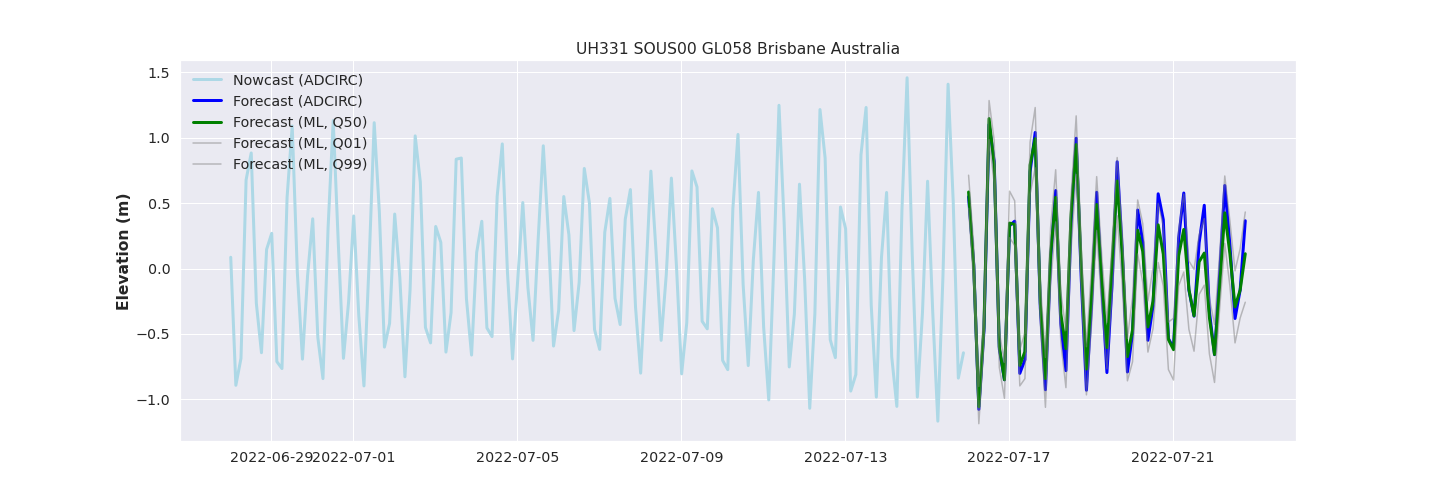 UH331 SOUS00 GL058 Brisbane Australia
Nowcast (ADCIRC)
Forecast (ADCIRC)
Forecast (ML, Q50)
Forecast (ML, Q01)
Forecast (ML, Q99)
Elevation (m)
1.5
1.0
0.5
0.0
−0.5
−1.0
2022-06-29 2022-07-01 2022-07-05 2022-07-09 2022-07-13 2022-07-17 2022-07-21